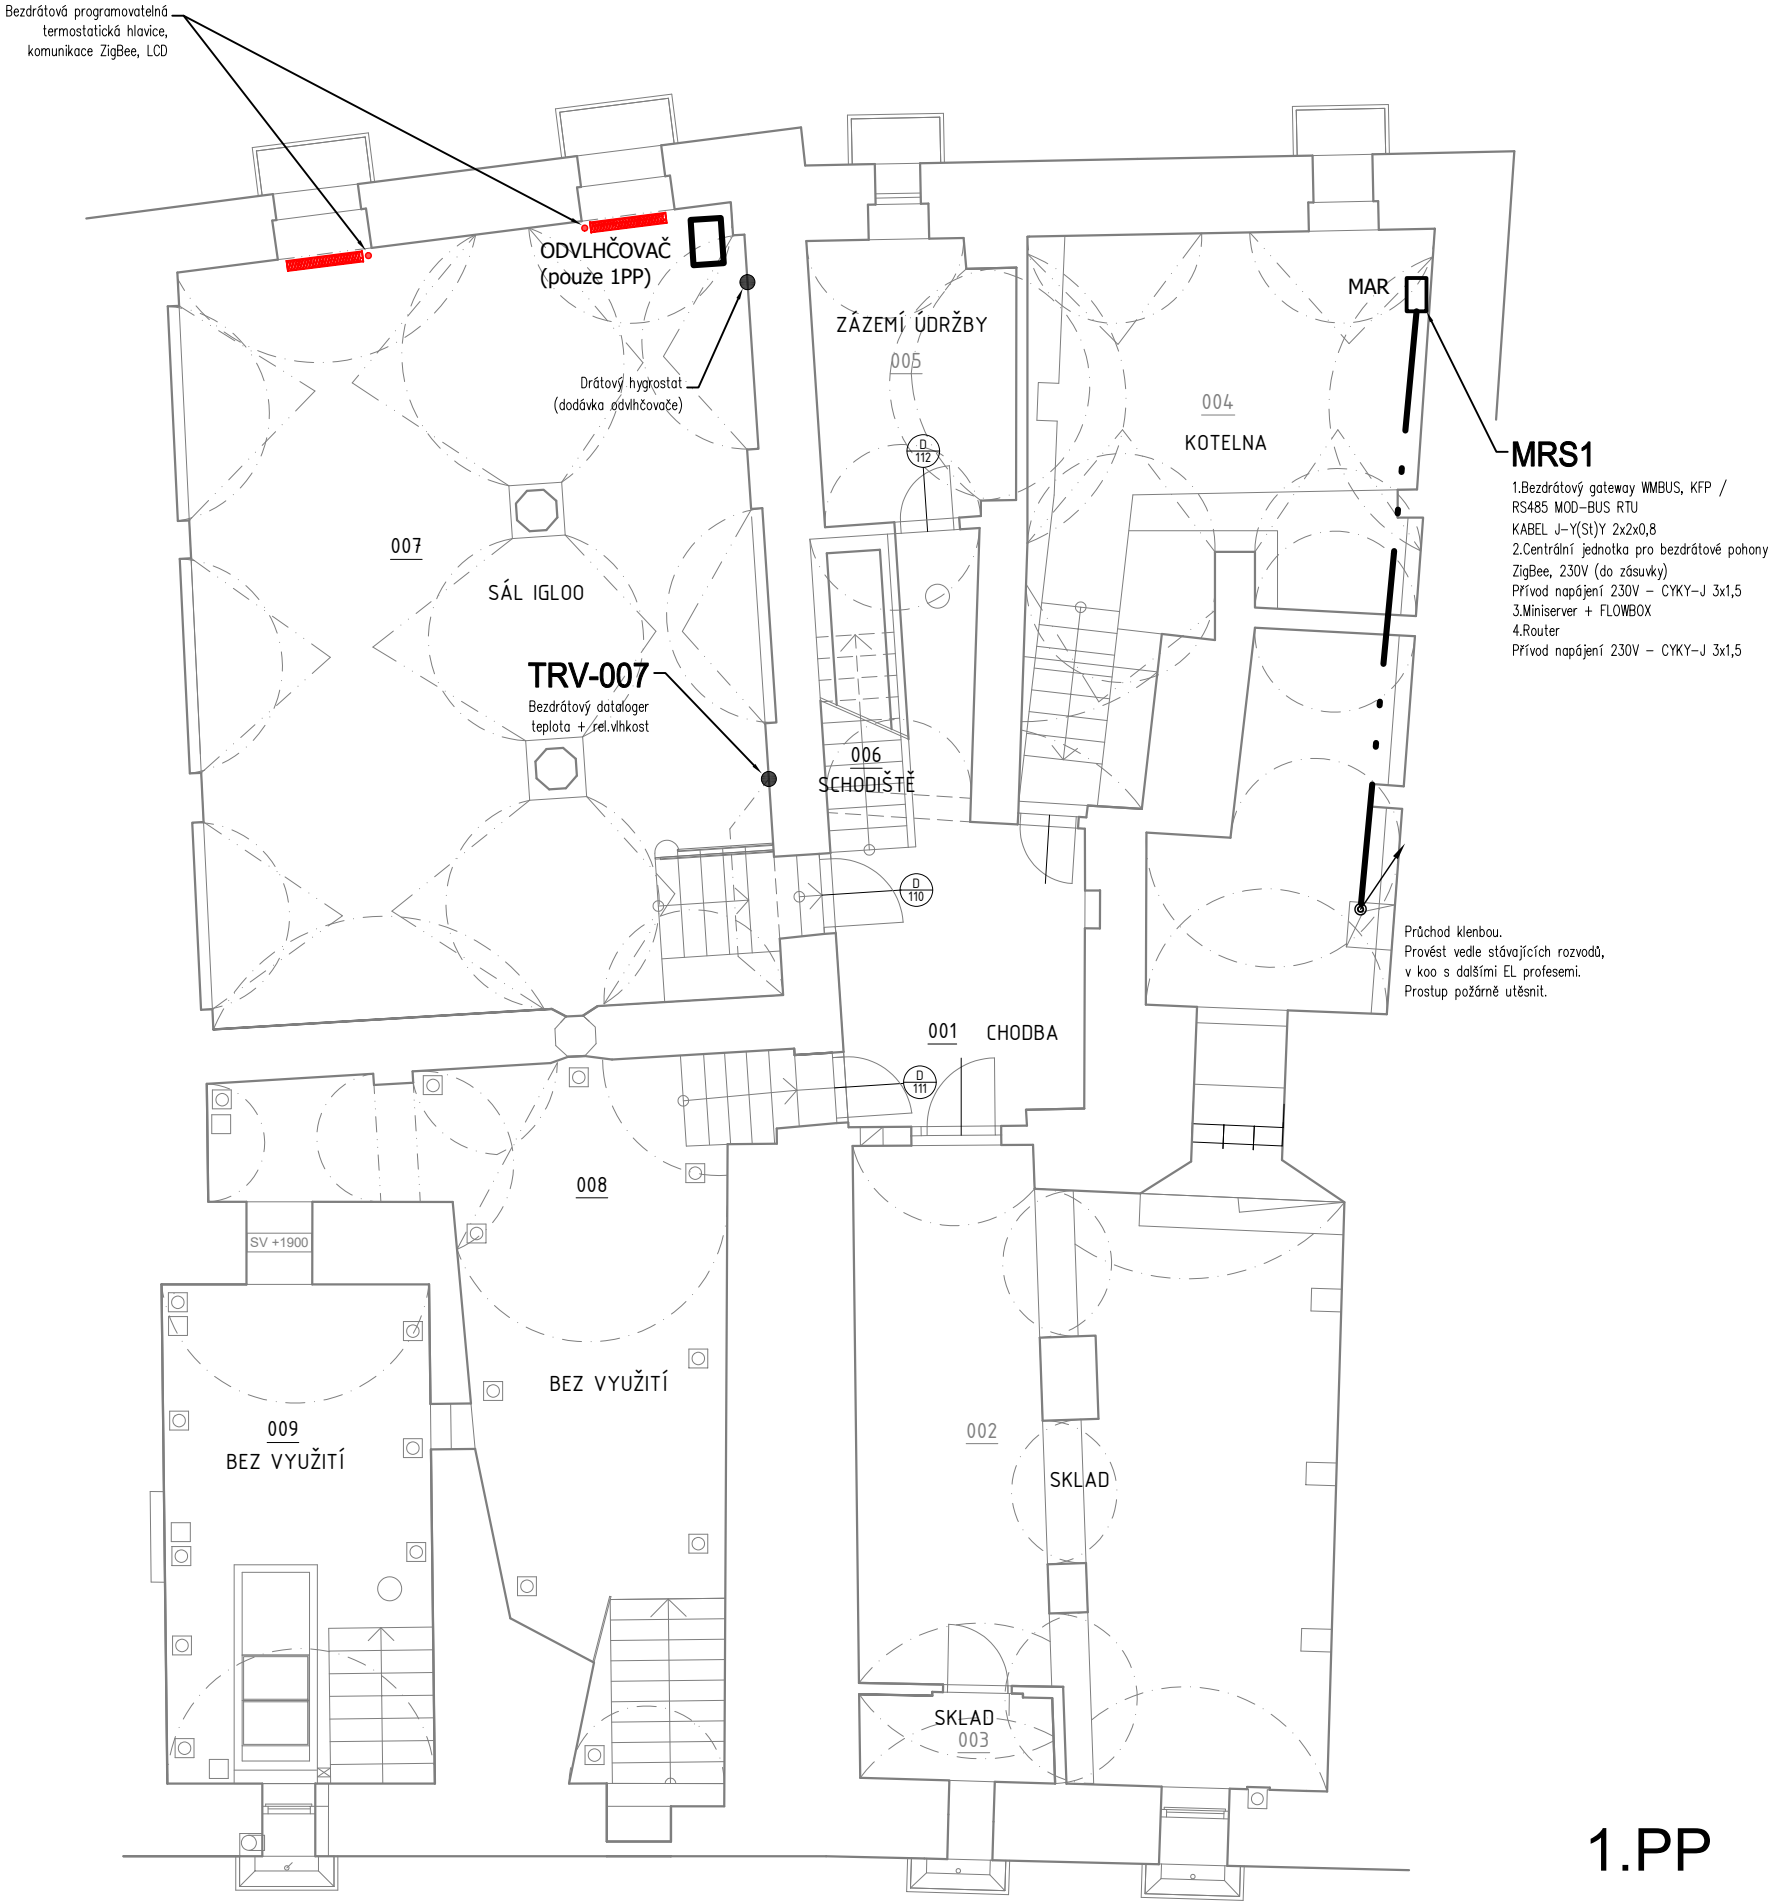 Bezdrátová programovatelná
termostatická hlavice,
komunikace ZigBee, LCD
ODVLHČOVAČ
(pouze 1PP)
Drátový hygrostat
(dodávka odvlhčovače)
ZÁZEMÍ ÚDRŽBY
005
MAR
004
KOTELNA
D
112
MRS1
1.Bezdrátový gateway WMBUS, KFP /
RS485 MOD-BUS RTU
KABEL J-Y(St)Y 2x2x0,8
2.Centrální jednotka pro bezdrátové pohony
ZigBee, 230V (do zásuvky)
Přívod napájení 230V - CYKY-J 3x1,5
3.Miniserver + FLOWBOX
4.Router
Přívod napájení 230V - CYKY-J 3x1,5
007
SÁL IGLOO
TRV-007
Bezdrátový dataloger
teplota + rel.vlhkost
006
SCHODIŠTĚ
D
110
Průchod klenbou.
Provést vedle stávajících rozvodů,
v koo s dalšími EL profesemi.
Prostup požárně utěsnit.
001 CHODBA
D
111
008
SV +1900
BEZ VYUŽITÍ
009
BEZ VYUŽITÍ
002
SKLAD
SKLAD
003
1.PP